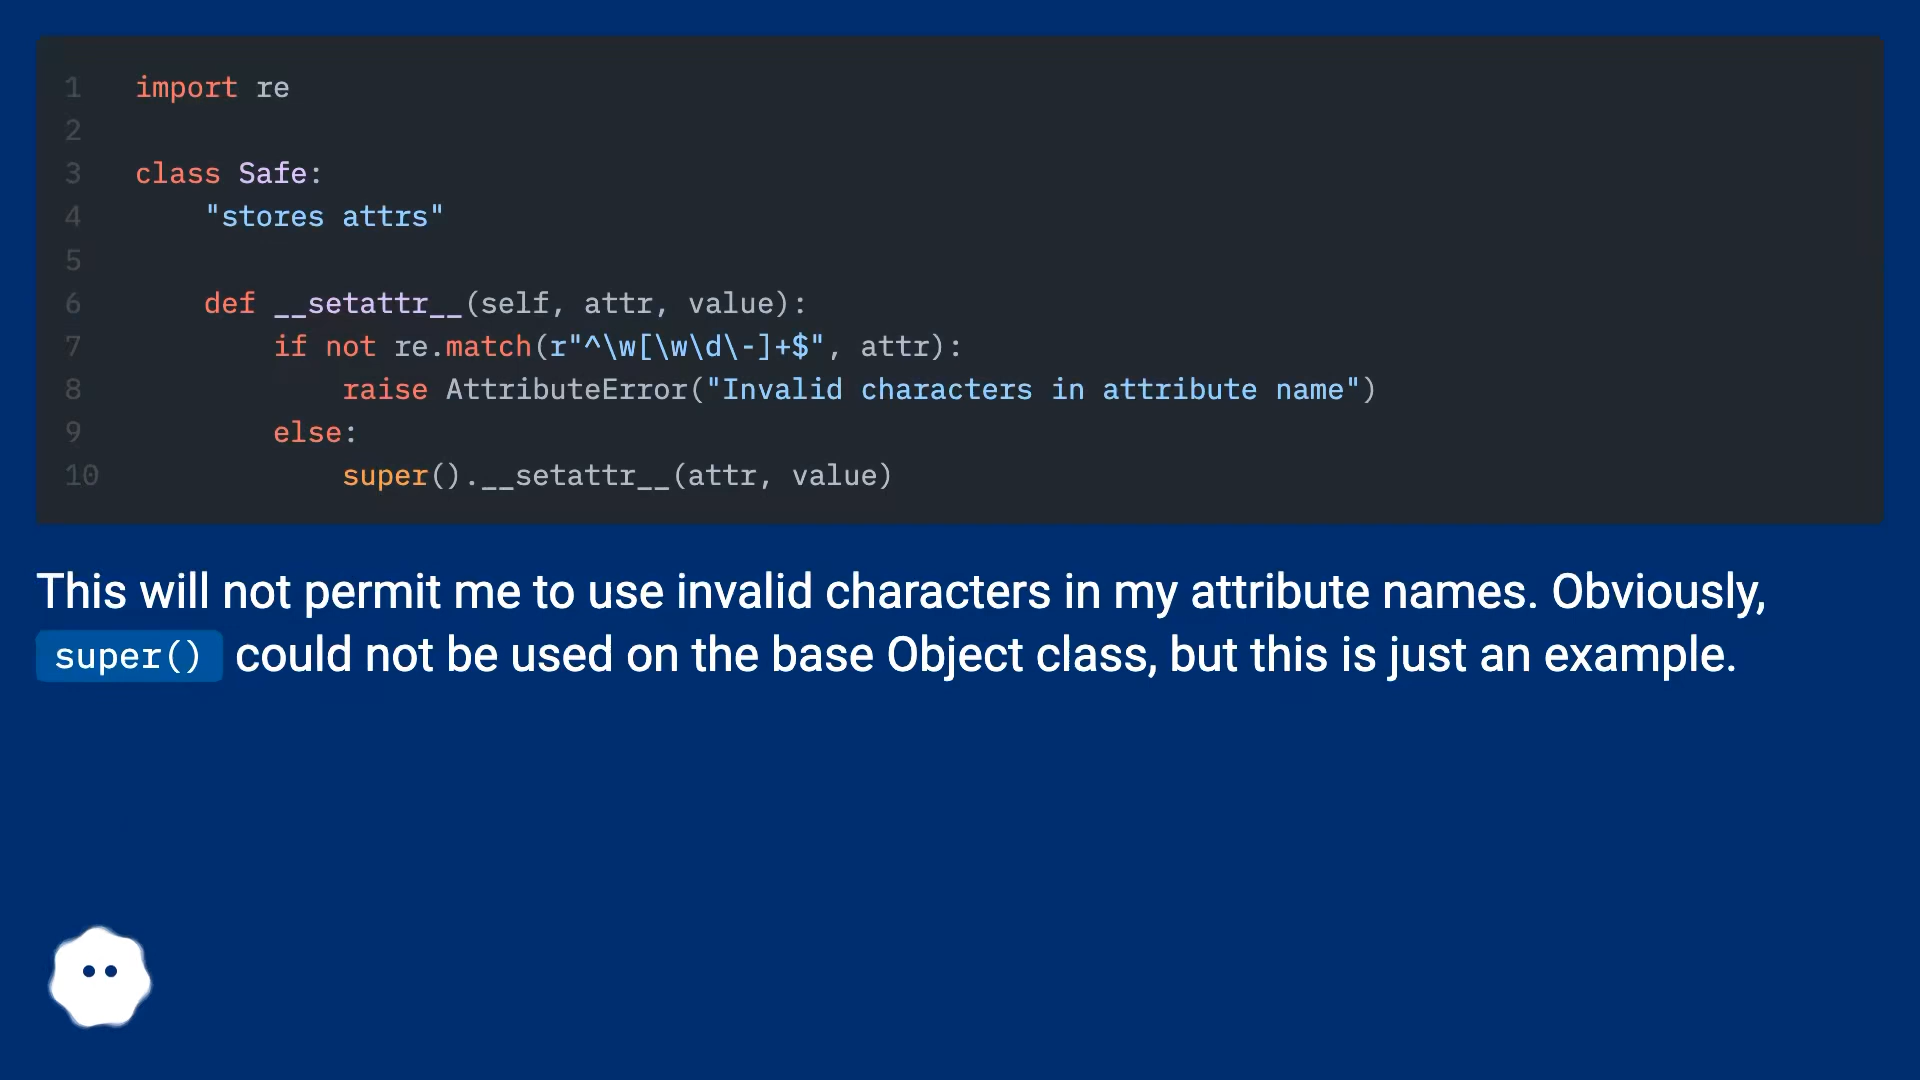 1 import re
2
3 class Safe:
4     "stores attrs"
5
6     def __setattr__(self, attr, value):
7         if not re.match(r"^\w[\w\d\-]+$", attr):
8             raise AttributeError("Invalid characters in attribute name")
9         else:
10             super().__setattr__(attr, value)
This will not permit me to use invalid characters in my attribute names. Obviously,
super() could not be used on the base Object class, but this is just an example.